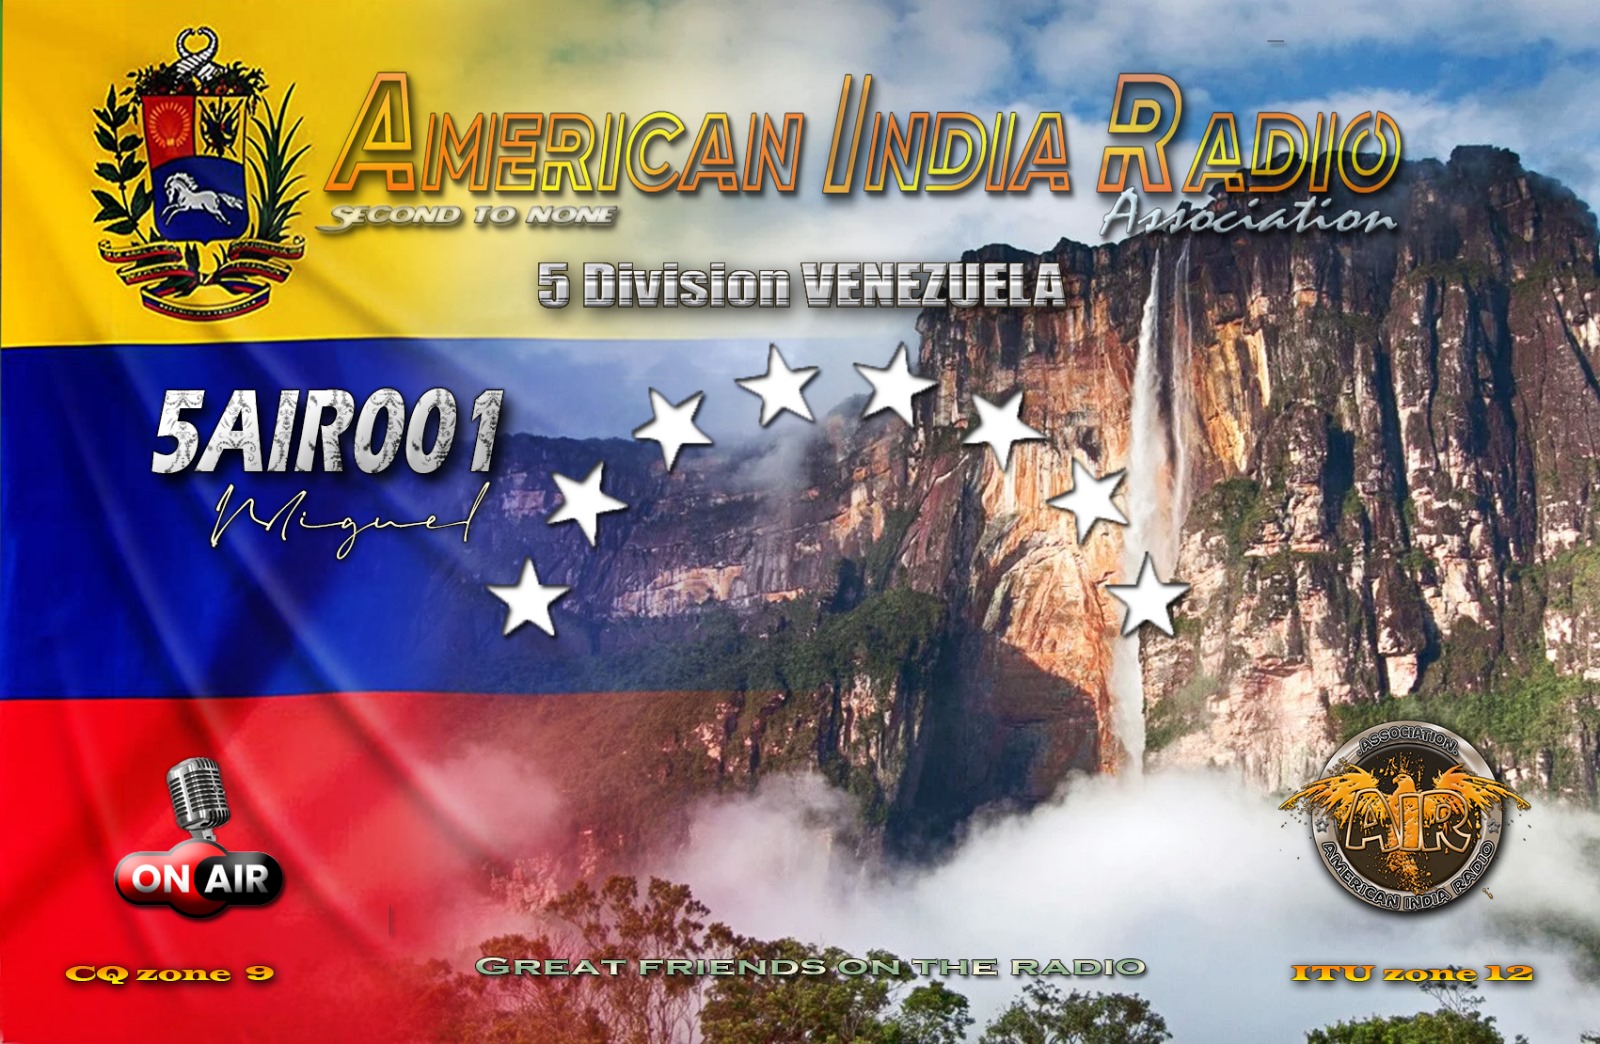 AMERICAN INDIA RADIO
SECOND TO NONE
Association
5 Division VENEZUELA
5AIR001
Miguel
ON AIR
ASSOCIATION
AIR
AMERICAN INDIA RADIO
CQ zone 9
GREAT FRIENDS ON THE RADIO
ITU zone 12